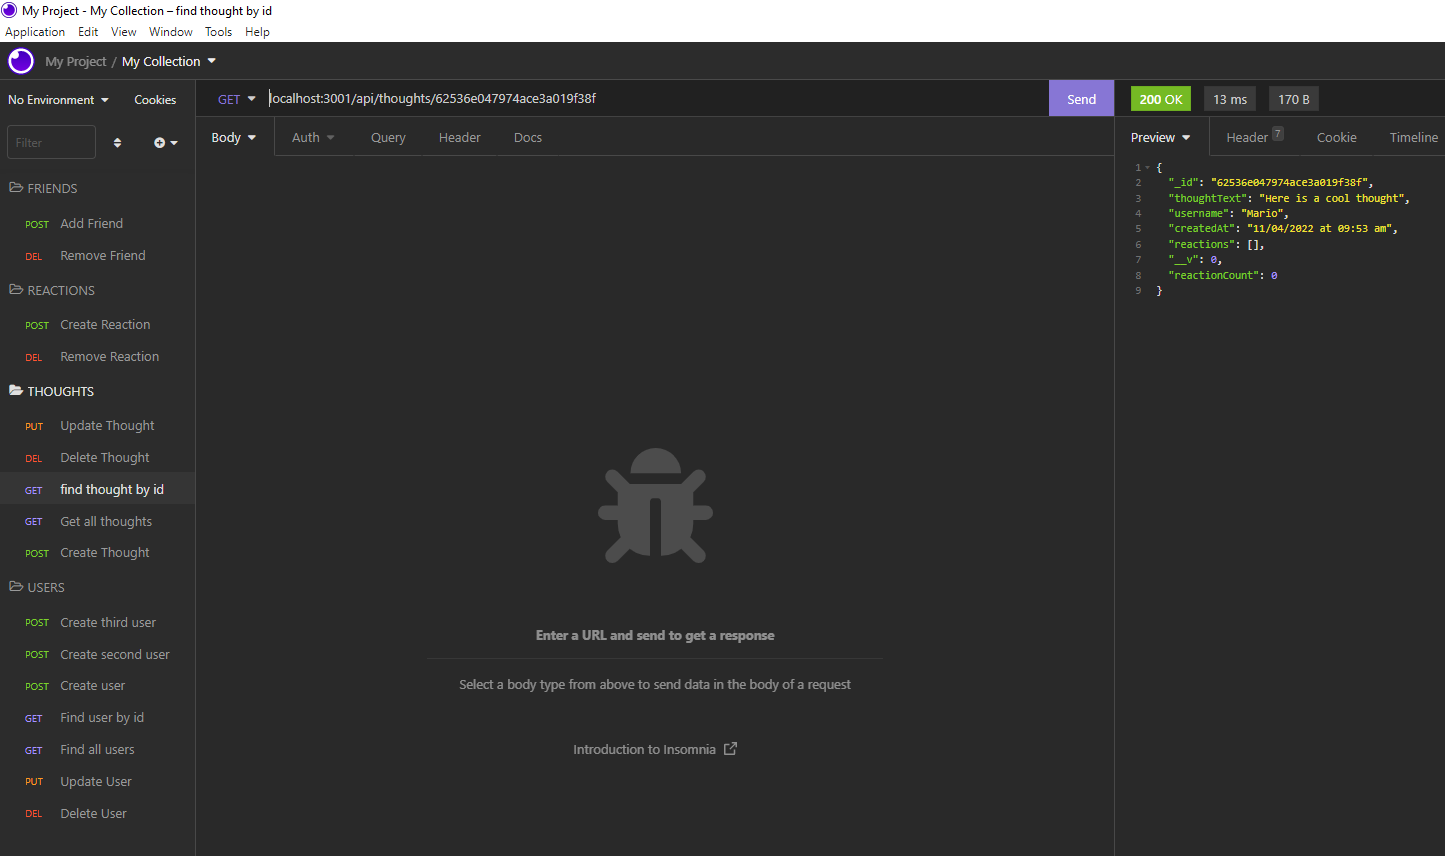 My Project - My Collection – find thought by id
Application Edit View Window Tools Help
My Project / My Collection
No Environment Cookies
Filter
FRIENDS
POST Add Friend
DEL Remove Friend
REACTIONS
POST Create Reaction
DEL Remove Reaction
THOUGHTS
PUT Update Thought
DEL Delete Thought
GET find thought by id
GET Get all thoughts
POST Create Thought
USERS
POST Create third user
POST Create second user
POST Create user
GET Find user by id
GET Find all users
PUT Update User
DEL Delete User
GET localhost:3001/api/thoughts/62536e047974ace3a019f38f Send
Body Auth Query Header Docs
Enter a URL and send to get a response
Select a body type from above to send data in the body of a request
Introduction to Insomnia
200 OK 13 ms 170 B
Preview Header 7 Cookie Timeline
1 {
2 "_id": "62536e047974ace3a019f38f",
3 "thoughtText": "Here is a cool thought",
4 "username": "Mario",
5 "createdAt": "11/04/2022 at 09:53 am",
6 "reactions": [],
7 "__v": 0,
8 "reactionCount": 0
9 }